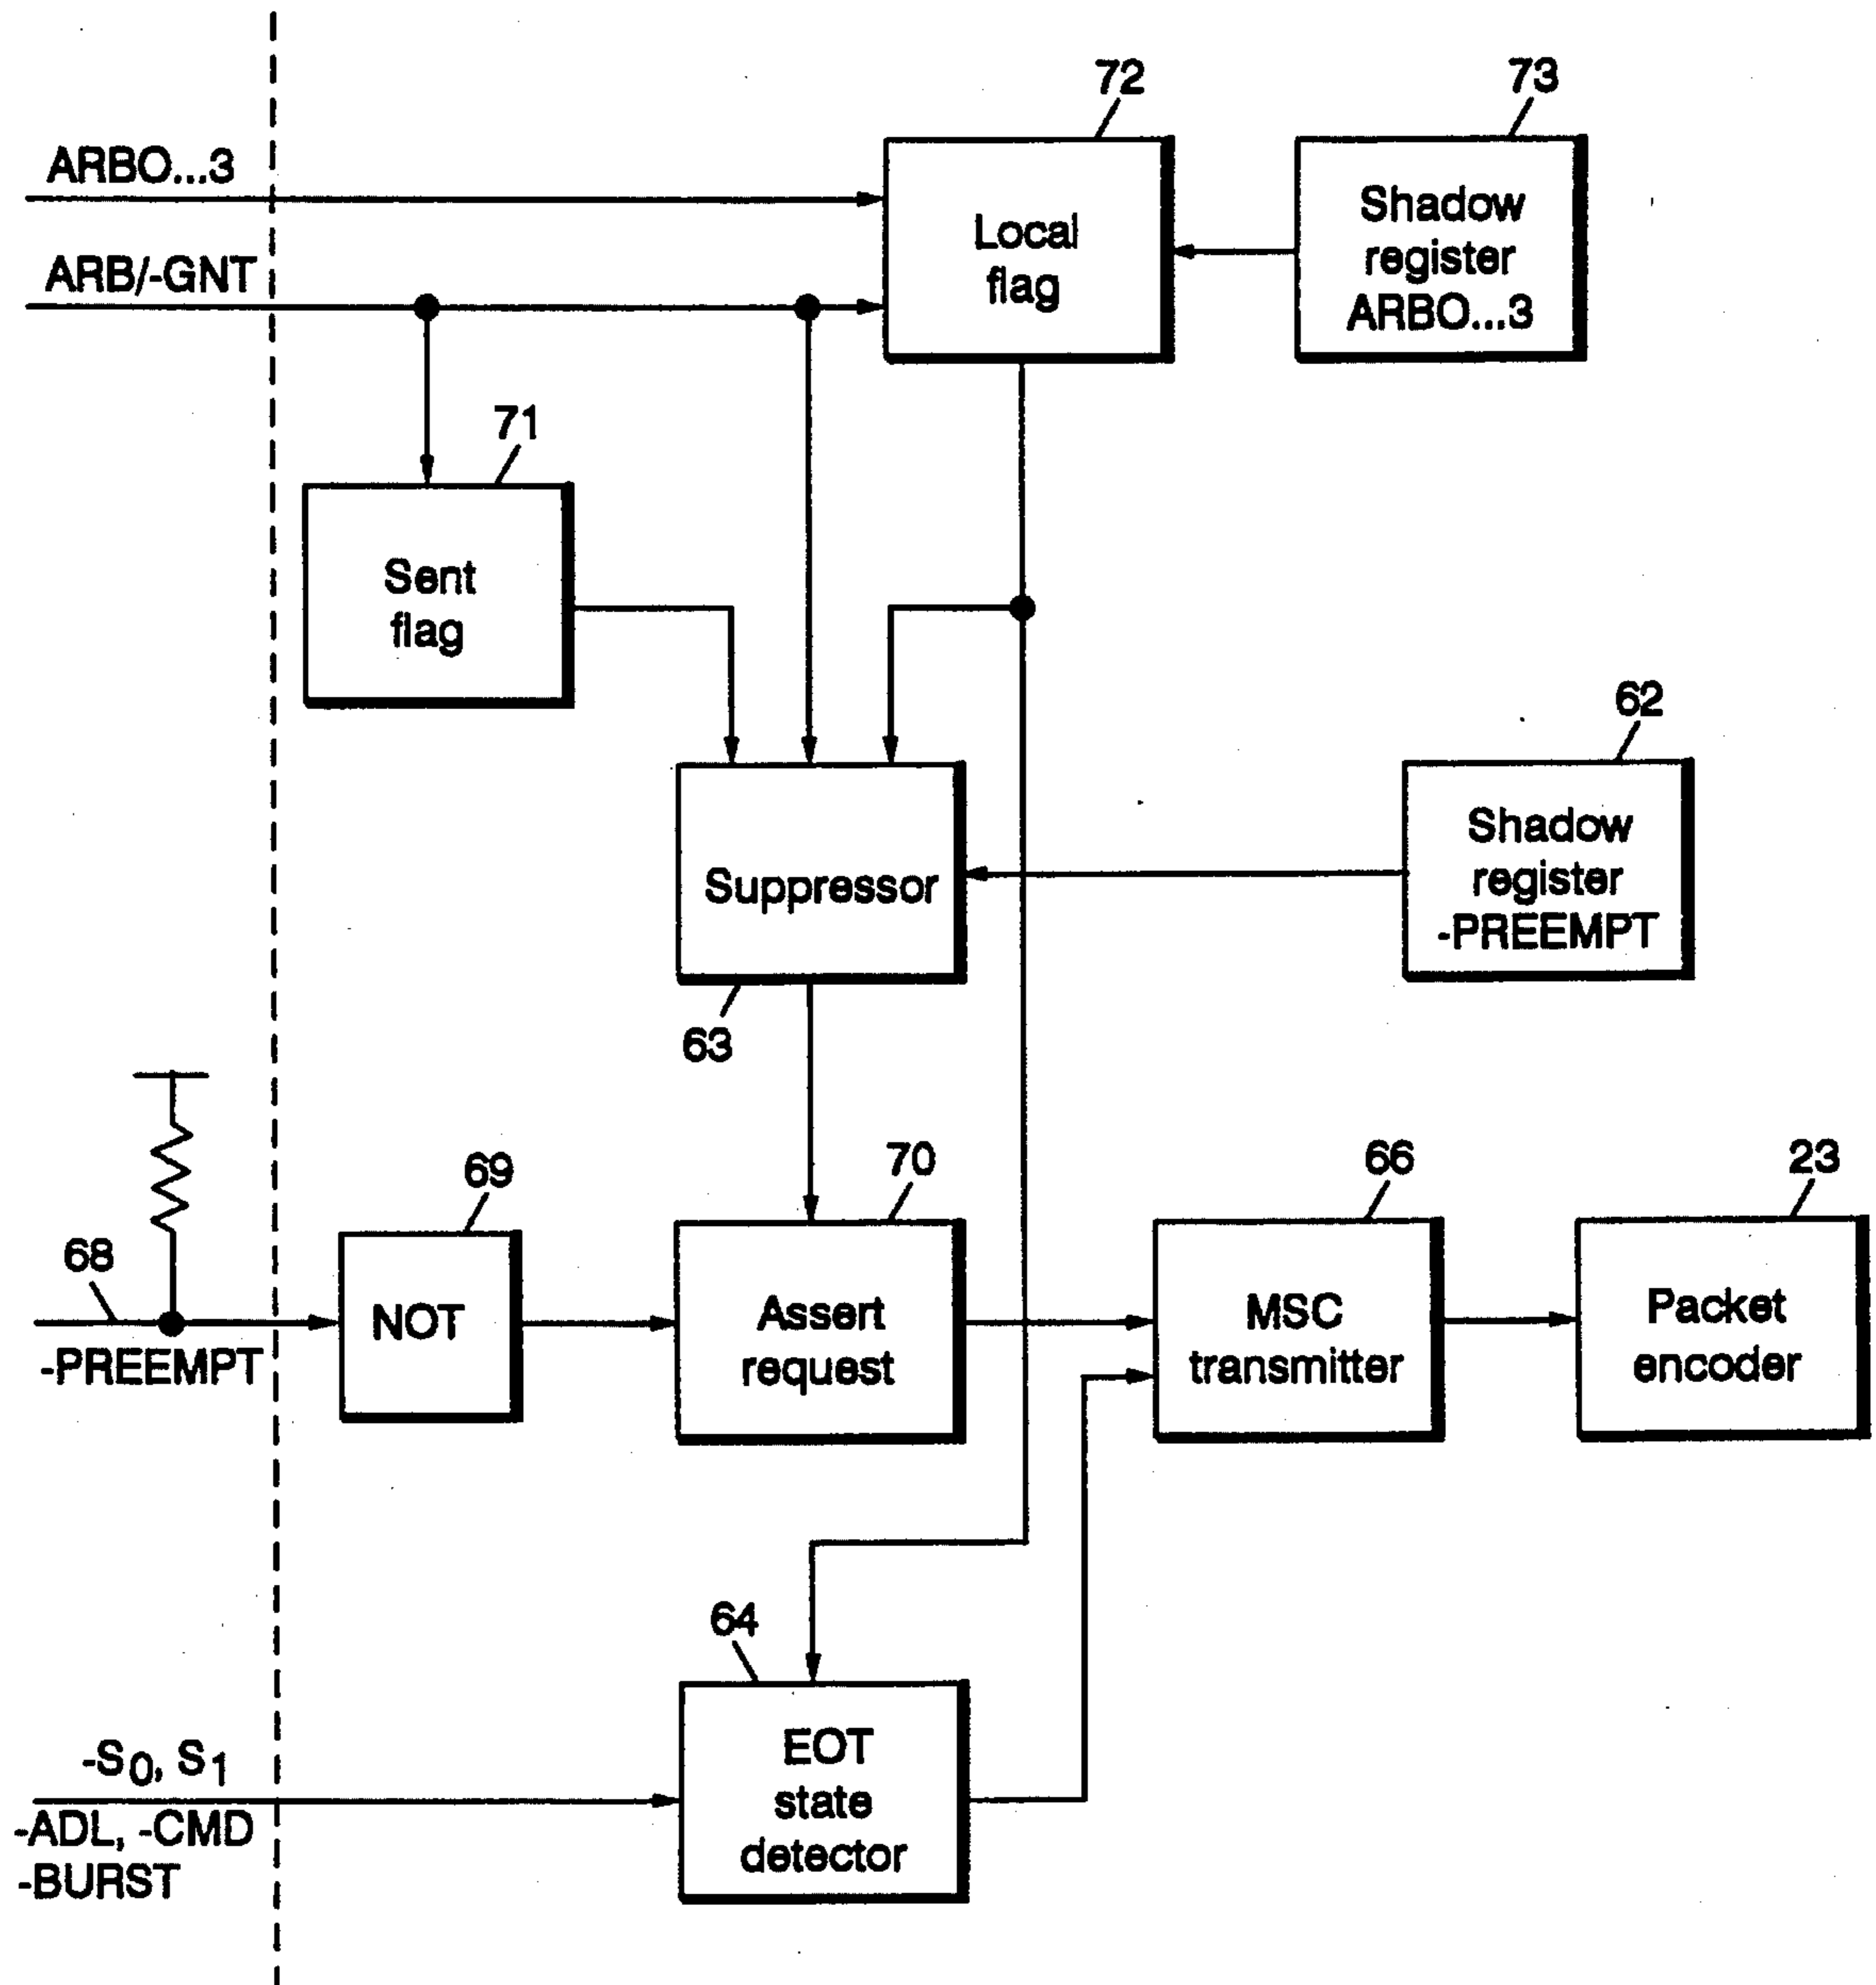 72
73
ARBO...3
Local
flag
Shadow
register
ARBO...3
ARB/-GNT
71
Sent
flag
62
Shadow
register
-PREEMPT
Suppressor
63
68
-PREEMPT
69
NOT
70
Assert
request
66
MSC
transmitter
23
Packet
encoder
64
EOT
state
detector
-S0, S1
-ADL, -CMD
-BURST